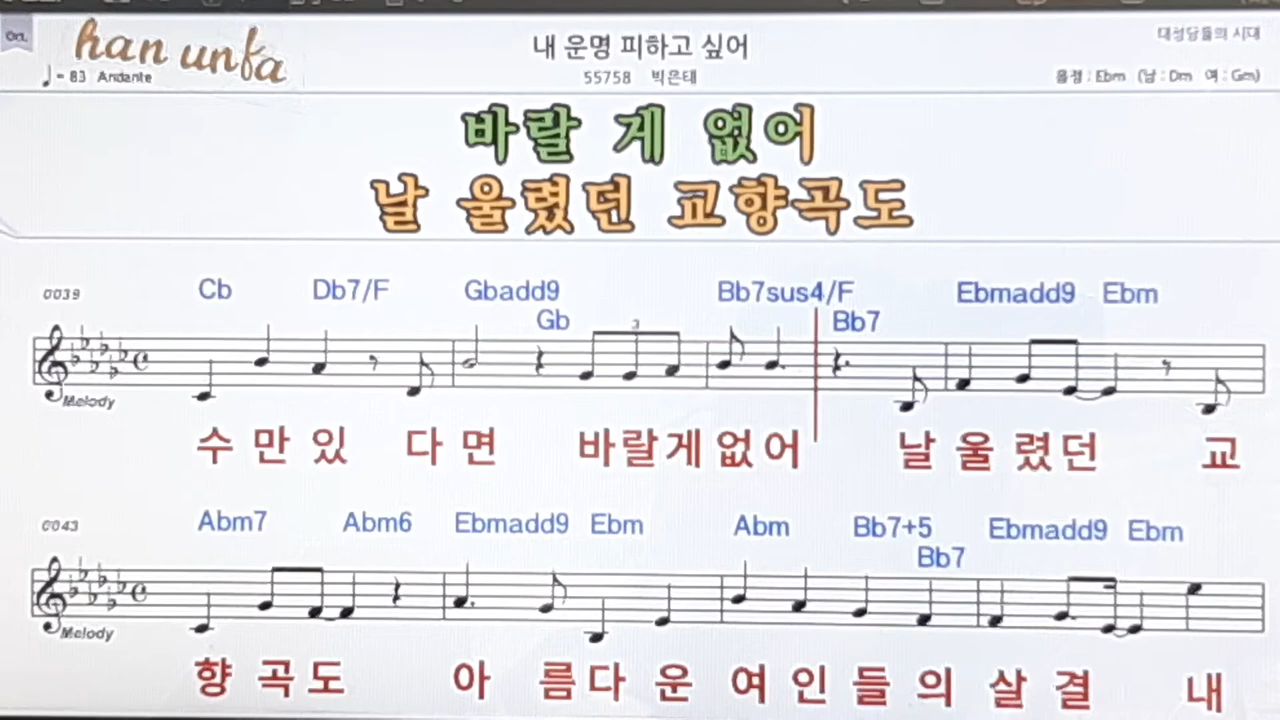 han unfa
♩= 83 Andante
내 운명 피하고 싶어
55758 박은태
대성당들의 시대
음정 : Ebm (남 : Dm 여 : Gm)
바랄 게 없어
날 울렸던 교향곡도
0039 Cb Db7/F Gbadd9 Gb Bb7sus4/F Bb7 Ebmadd9 Ebm
3
Melody
수 만 있 다 면 바 랄 게 없 어 날 울 렸 던 교
0043 Abm7 Abm6 Ebmadd9 Ebm Abm Bb7+5 Bb7 Ebmadd9 Ebm
Melody
향 곡 도 아 름 다 운 여 인 들 의 살 결 내